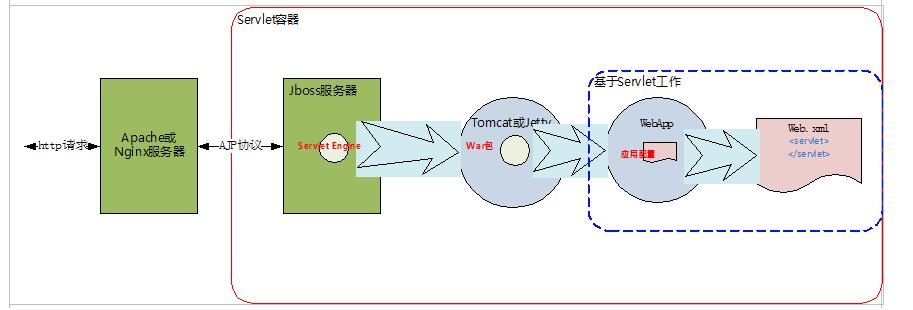 Servlet容器
http请求
Apache或
Nginx服务器
AJP协议
Jboss服务器
Servlet Engine
Tomcat或Jetty
War包
基于Servlet工作
WebApp
应用配置
Web.xml
<servlet>
</servlet>